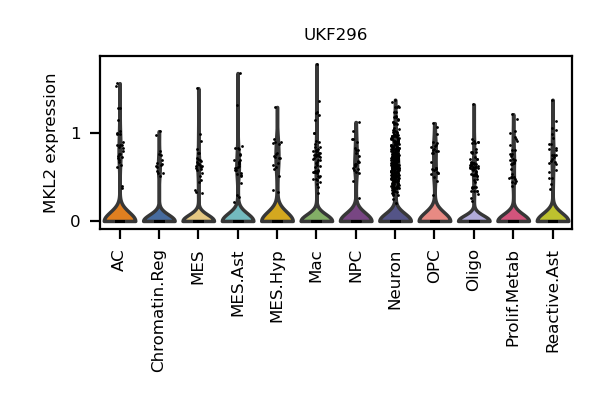 UKF296
MKL2 expression
1
0
AC
Chromatin.Reg
MES
MES.Ast
MES.Hyp
Mac
NPC
Neuron
OPC
Oligo
Prolif.Metab
Reactive.Ast